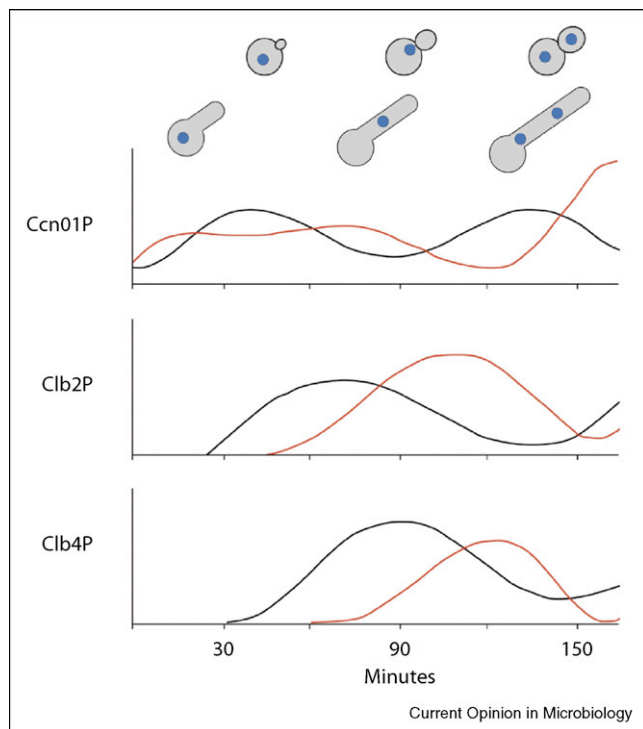 Ccn01P
Clb2P
Clb4P
30 90 150
Minutes
Current Opinion in Microbiology